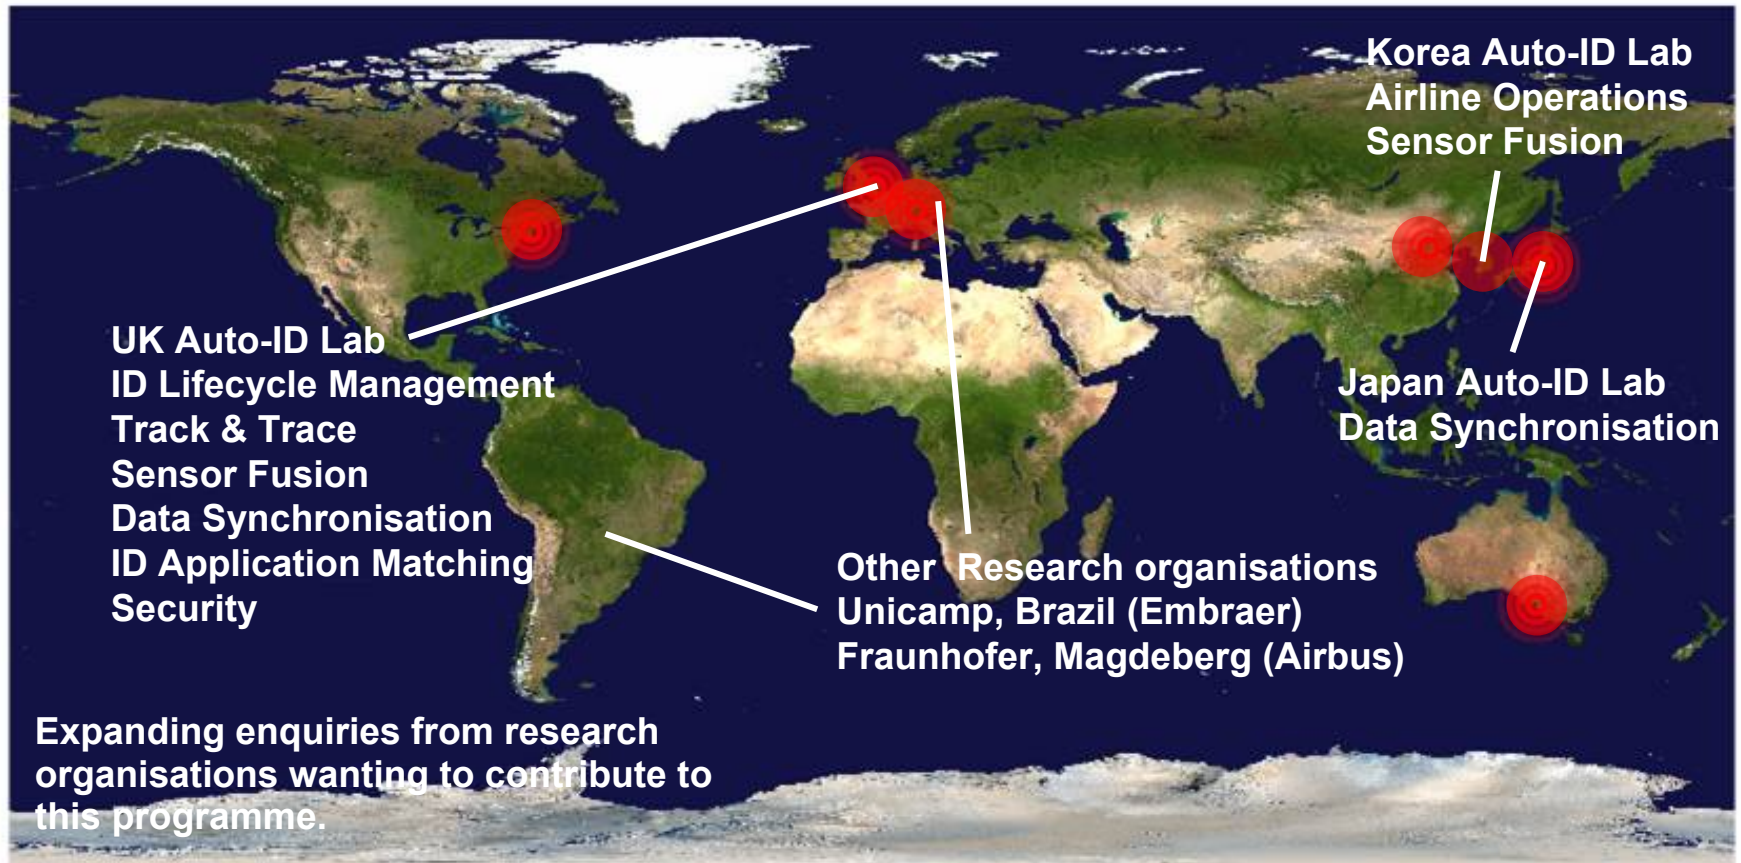 Korea Auto-ID Lab
Airline Operations
Sensor Fusion
UK Auto-ID Lab
ID Lifecycle Management
Track & Trace
Sensor Fusion
Data Synchronisation
ID Application Matching
Security
Japan Auto-ID Lab
Data Synchronisation
Other Research organisations
Unicamp, Brazil (Embraer)
Fraunhofer, Magdeberg (Airbus)
Expanding enquiries from research
organisations wanting to contribute to
this programme.